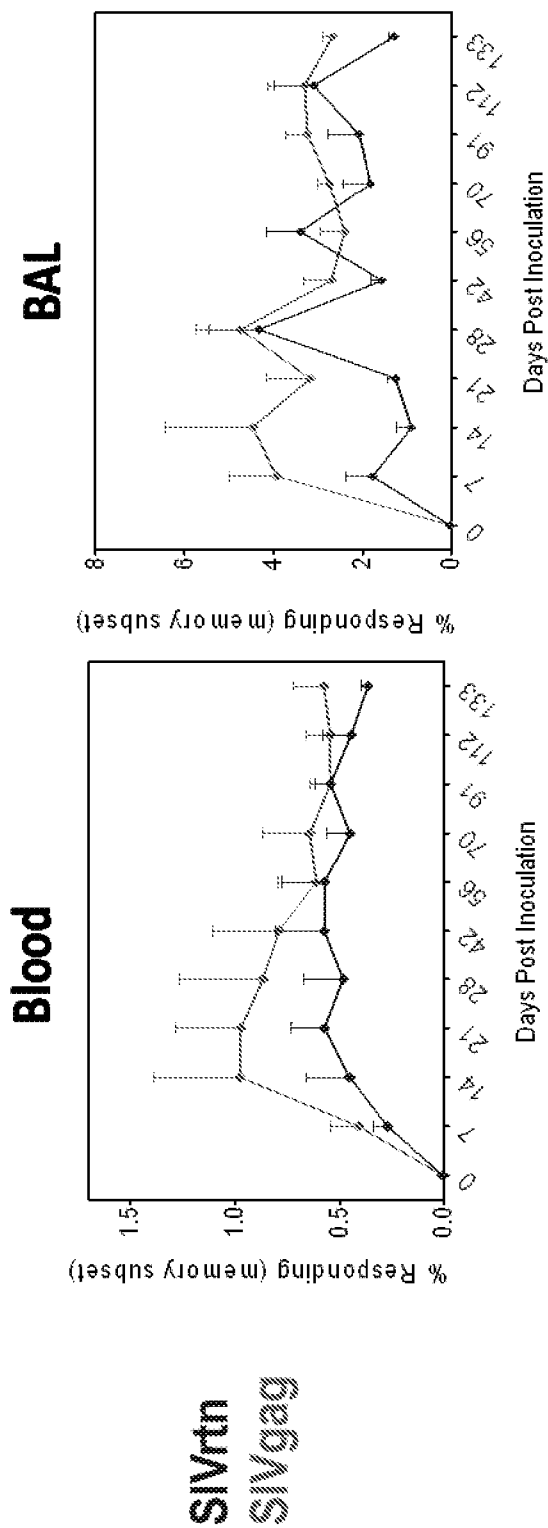 SIVrtn
SIVgag
Blood
% Responding (memory subset)
1.5
1.0
0.5
0.0
0 7 14 21 28 42 56 70 91 112 133
Days Post Inoculation
BAL
% Responding (memory subset)
8
6
4
2
0
0 7 14 21 28 42 56 70 91 112 133
Days Post Inoculation